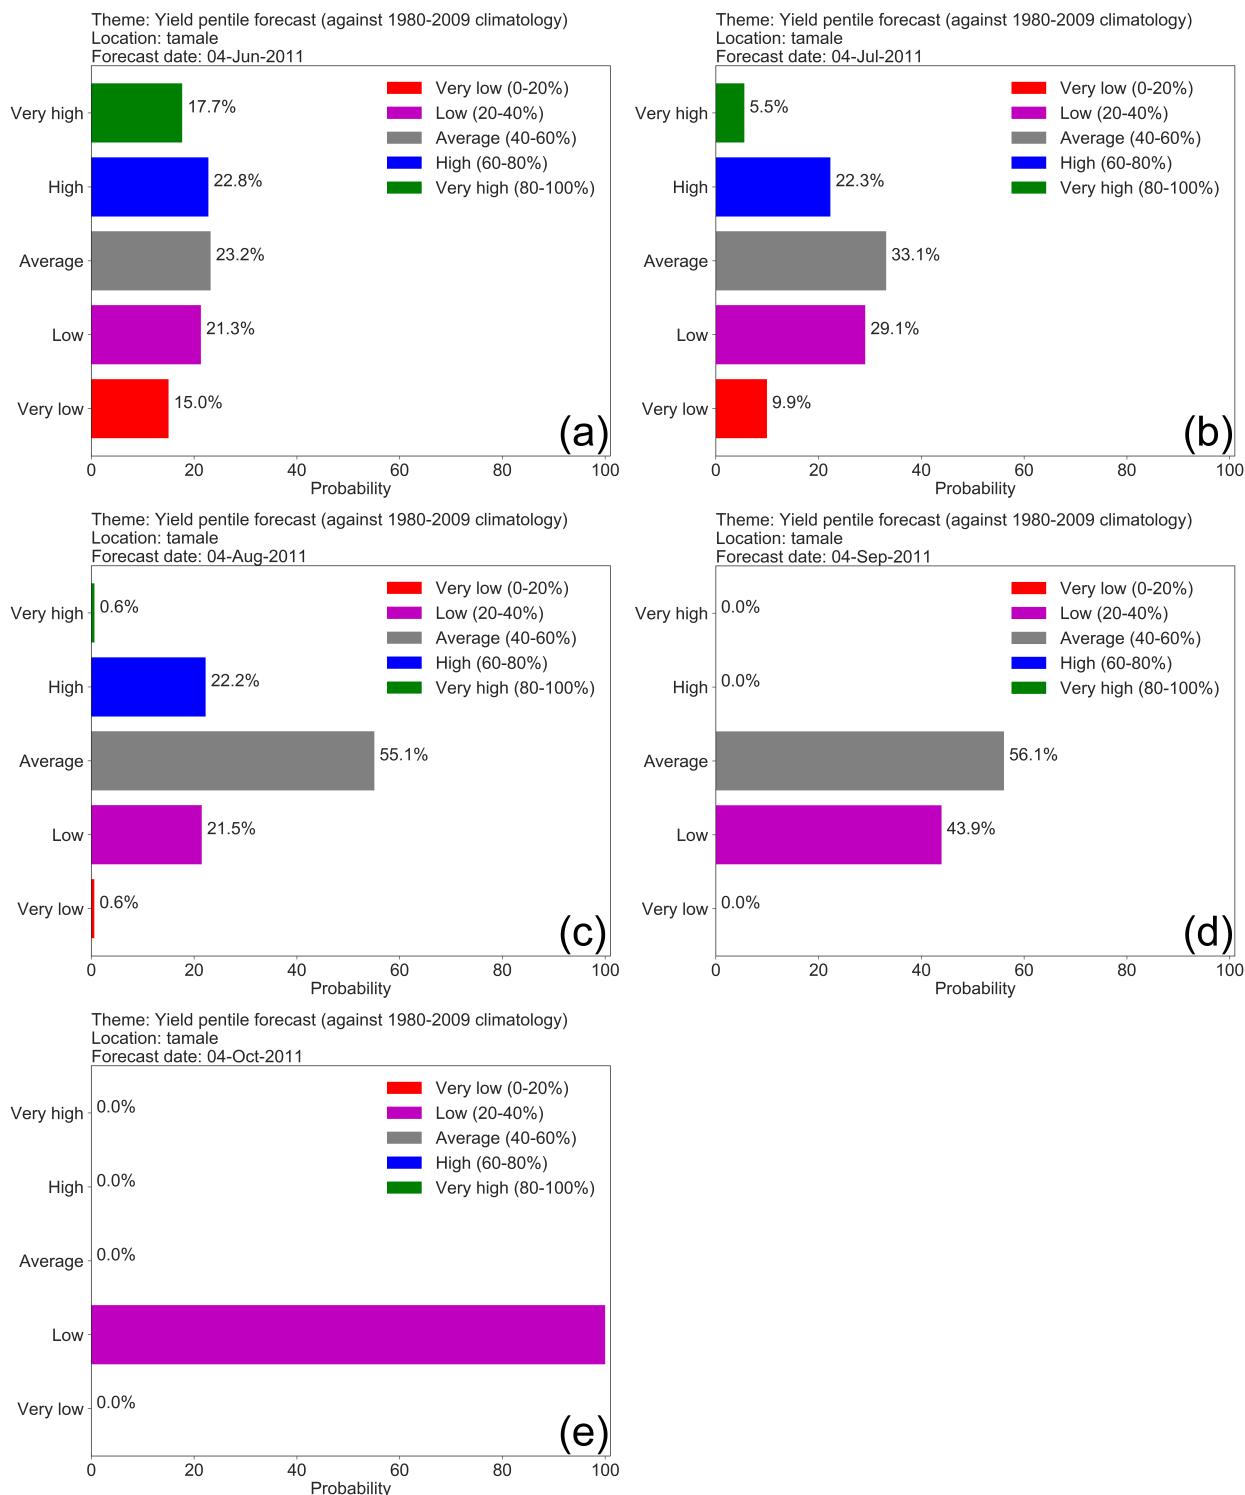 Theme: Yield pentile forecast (against 1980-2009 climatology)
Location: tamale
Forecast date: 04-Jun-2011
Very low (0-20%)
Low (20-40%)
Average (40-60%)
High (60-80%)
Very high (80-100%)
Very high 17.7%
High 22.8%
Average 23.2%
Low 21.3%
Very low 15.0%
(a)
0 20 40 60 80 100
Probability
Theme: Yield pentile forecast (against 1980-2009 climatology)
Location: tamale
Forecast date: 04-Jul-2011
Very low (0-20%)
Low (20-40%)
Average (40-60%)
High (60-80%)
Very high (80-100%)
Very high 5.5%
High 22.3%
Average 33.1%
Low 29.1%
Very low 9.9%
(b)
0 20 40 60 80 100
Probability
Theme: Yield pentile forecast (against 1980-2009 climatology)
Location: tamale
Forecast date: 04-Aug-2011
Very low (0-20%)
Low (20-40%)
Average (40-60%)
High (60-80%)
Very high (80-100%)
Very high 0.6%
High 22.2%
Average 55.1%
Low 21.5%
Very low 0.6%
(c)
0 20 40 60 80 100
Probability
Theme: Yield pentile forecast (against 1980-2009 climatology)
Location: tamale
Forecast date: 04-Sep-2011
Very low (0-20%)
Low (20-40%)
Average (40-60%)
High (60-80%)
Very high (80-100%)
Very high 0.0%
High 0.0%
Average 56.1%
Low 43.9%
Very low 0.0%
(d)
0 20 40 60 80 100
Probability
Theme: Yield pentile forecast (against 1980-2009 climatology)
Location: tamale
Forecast date: 04-Oct-2011
Very low (0-20%)
Low (20-40%)
Average (40-60%)
High (60-80%)
Very high (80-100%)
Very high 0.0%
High 0.0%
Average 0.0%
Low
Very low 0.0%
(e)
0 20 40 60 80 100
Probability